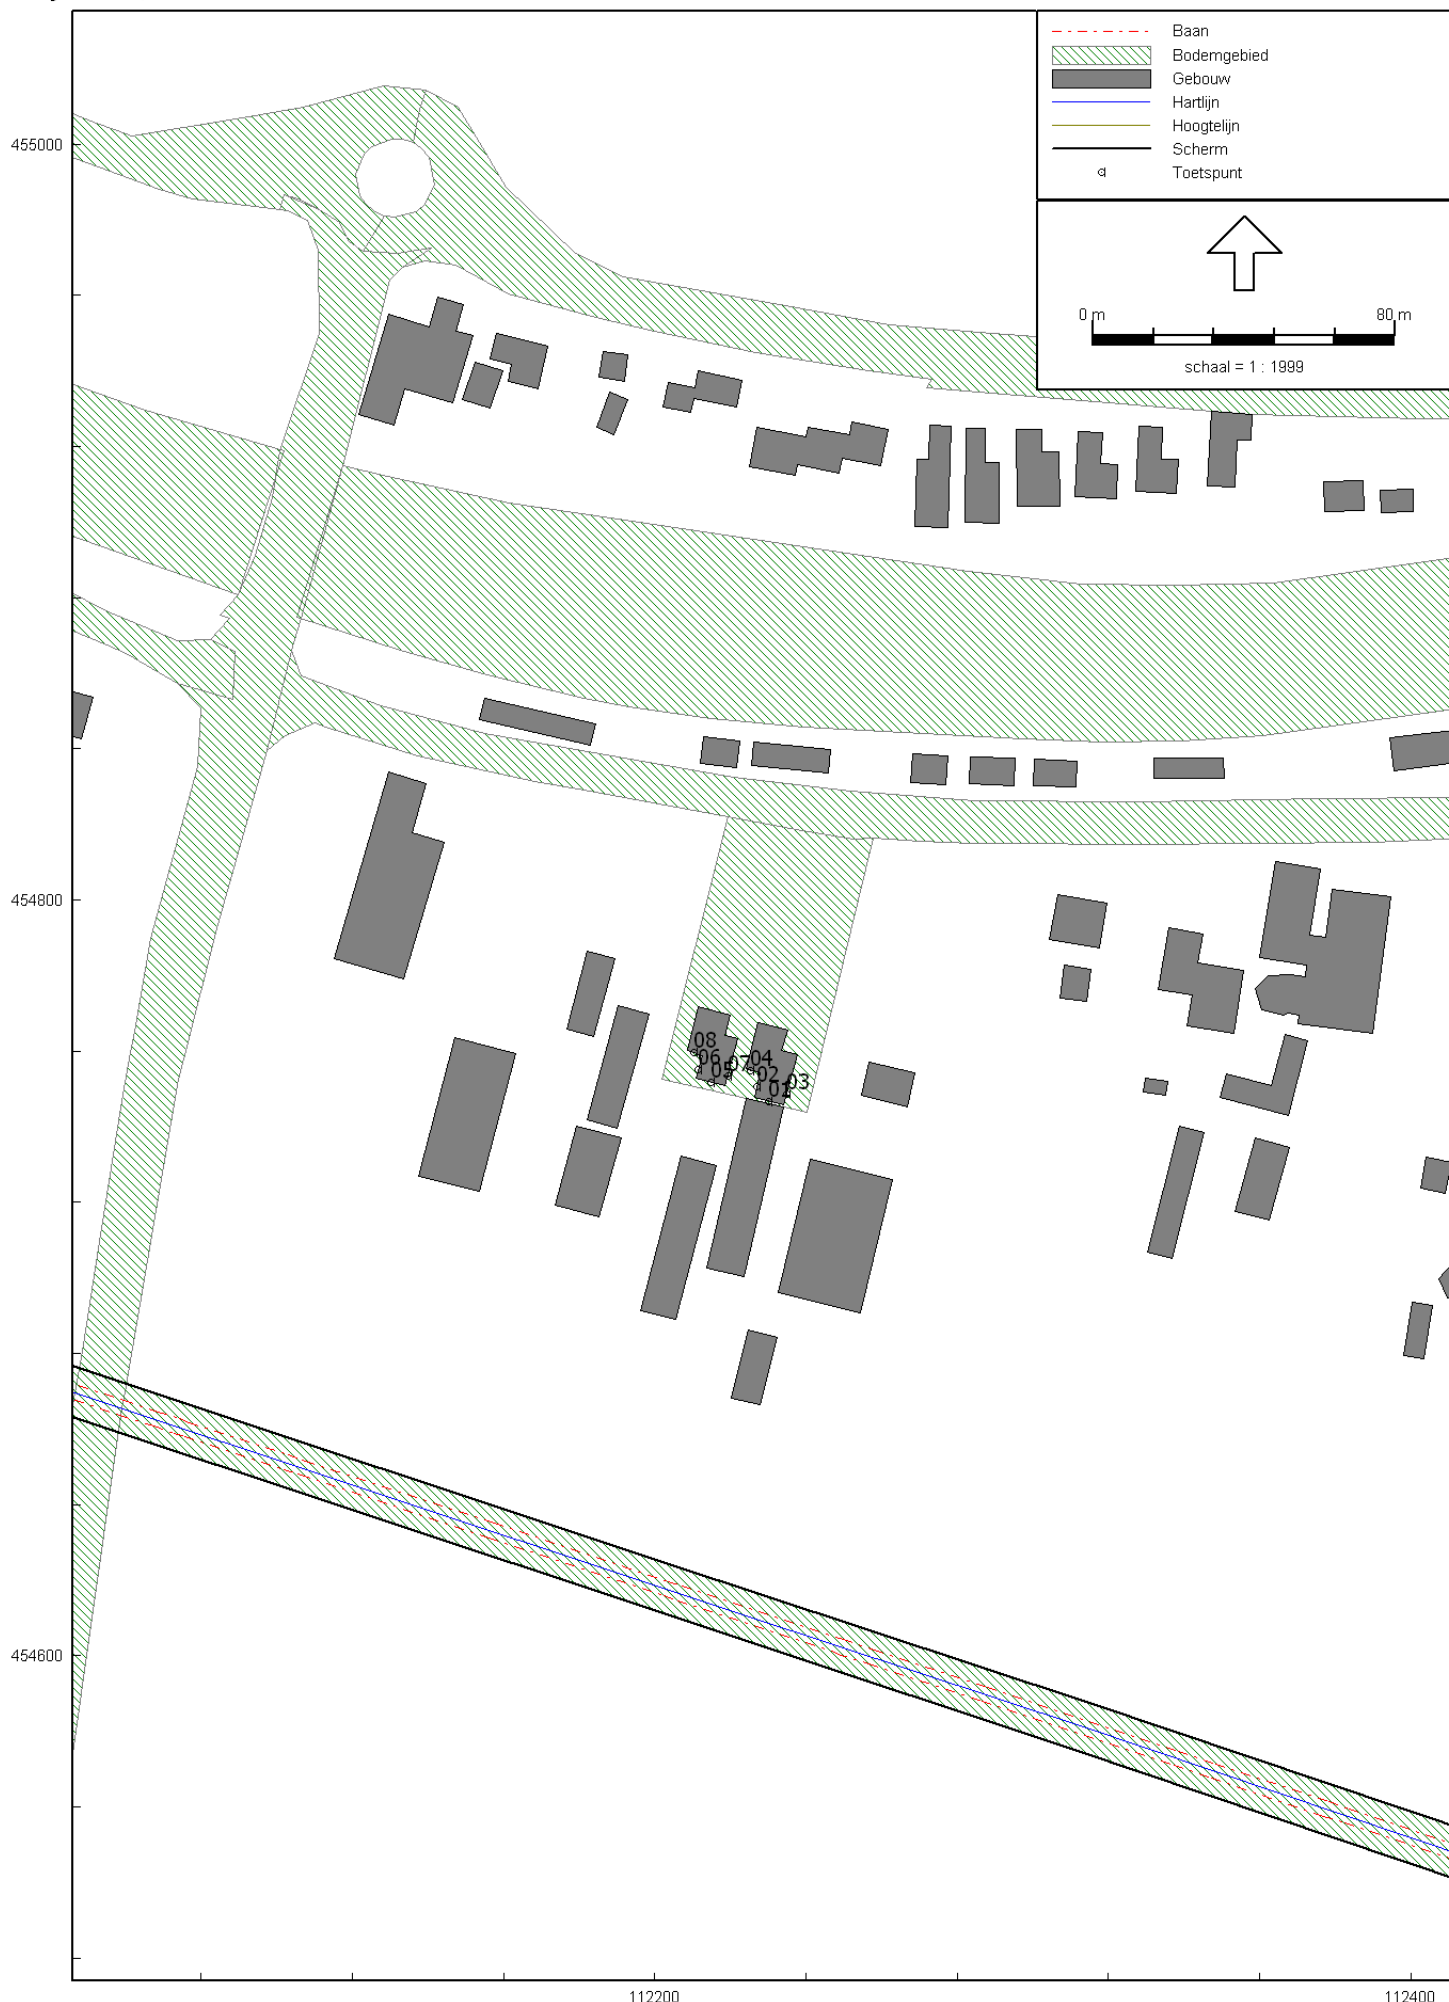 Baan
Bodemgebied
Gebouw
Hartlijn
Hoogtelijn
Scherm
Toetspunt
455000
0 m
80 m
schaal = 1 : 1999
454800
08
06
05
07
04
02
01
03
454600
112200
112400